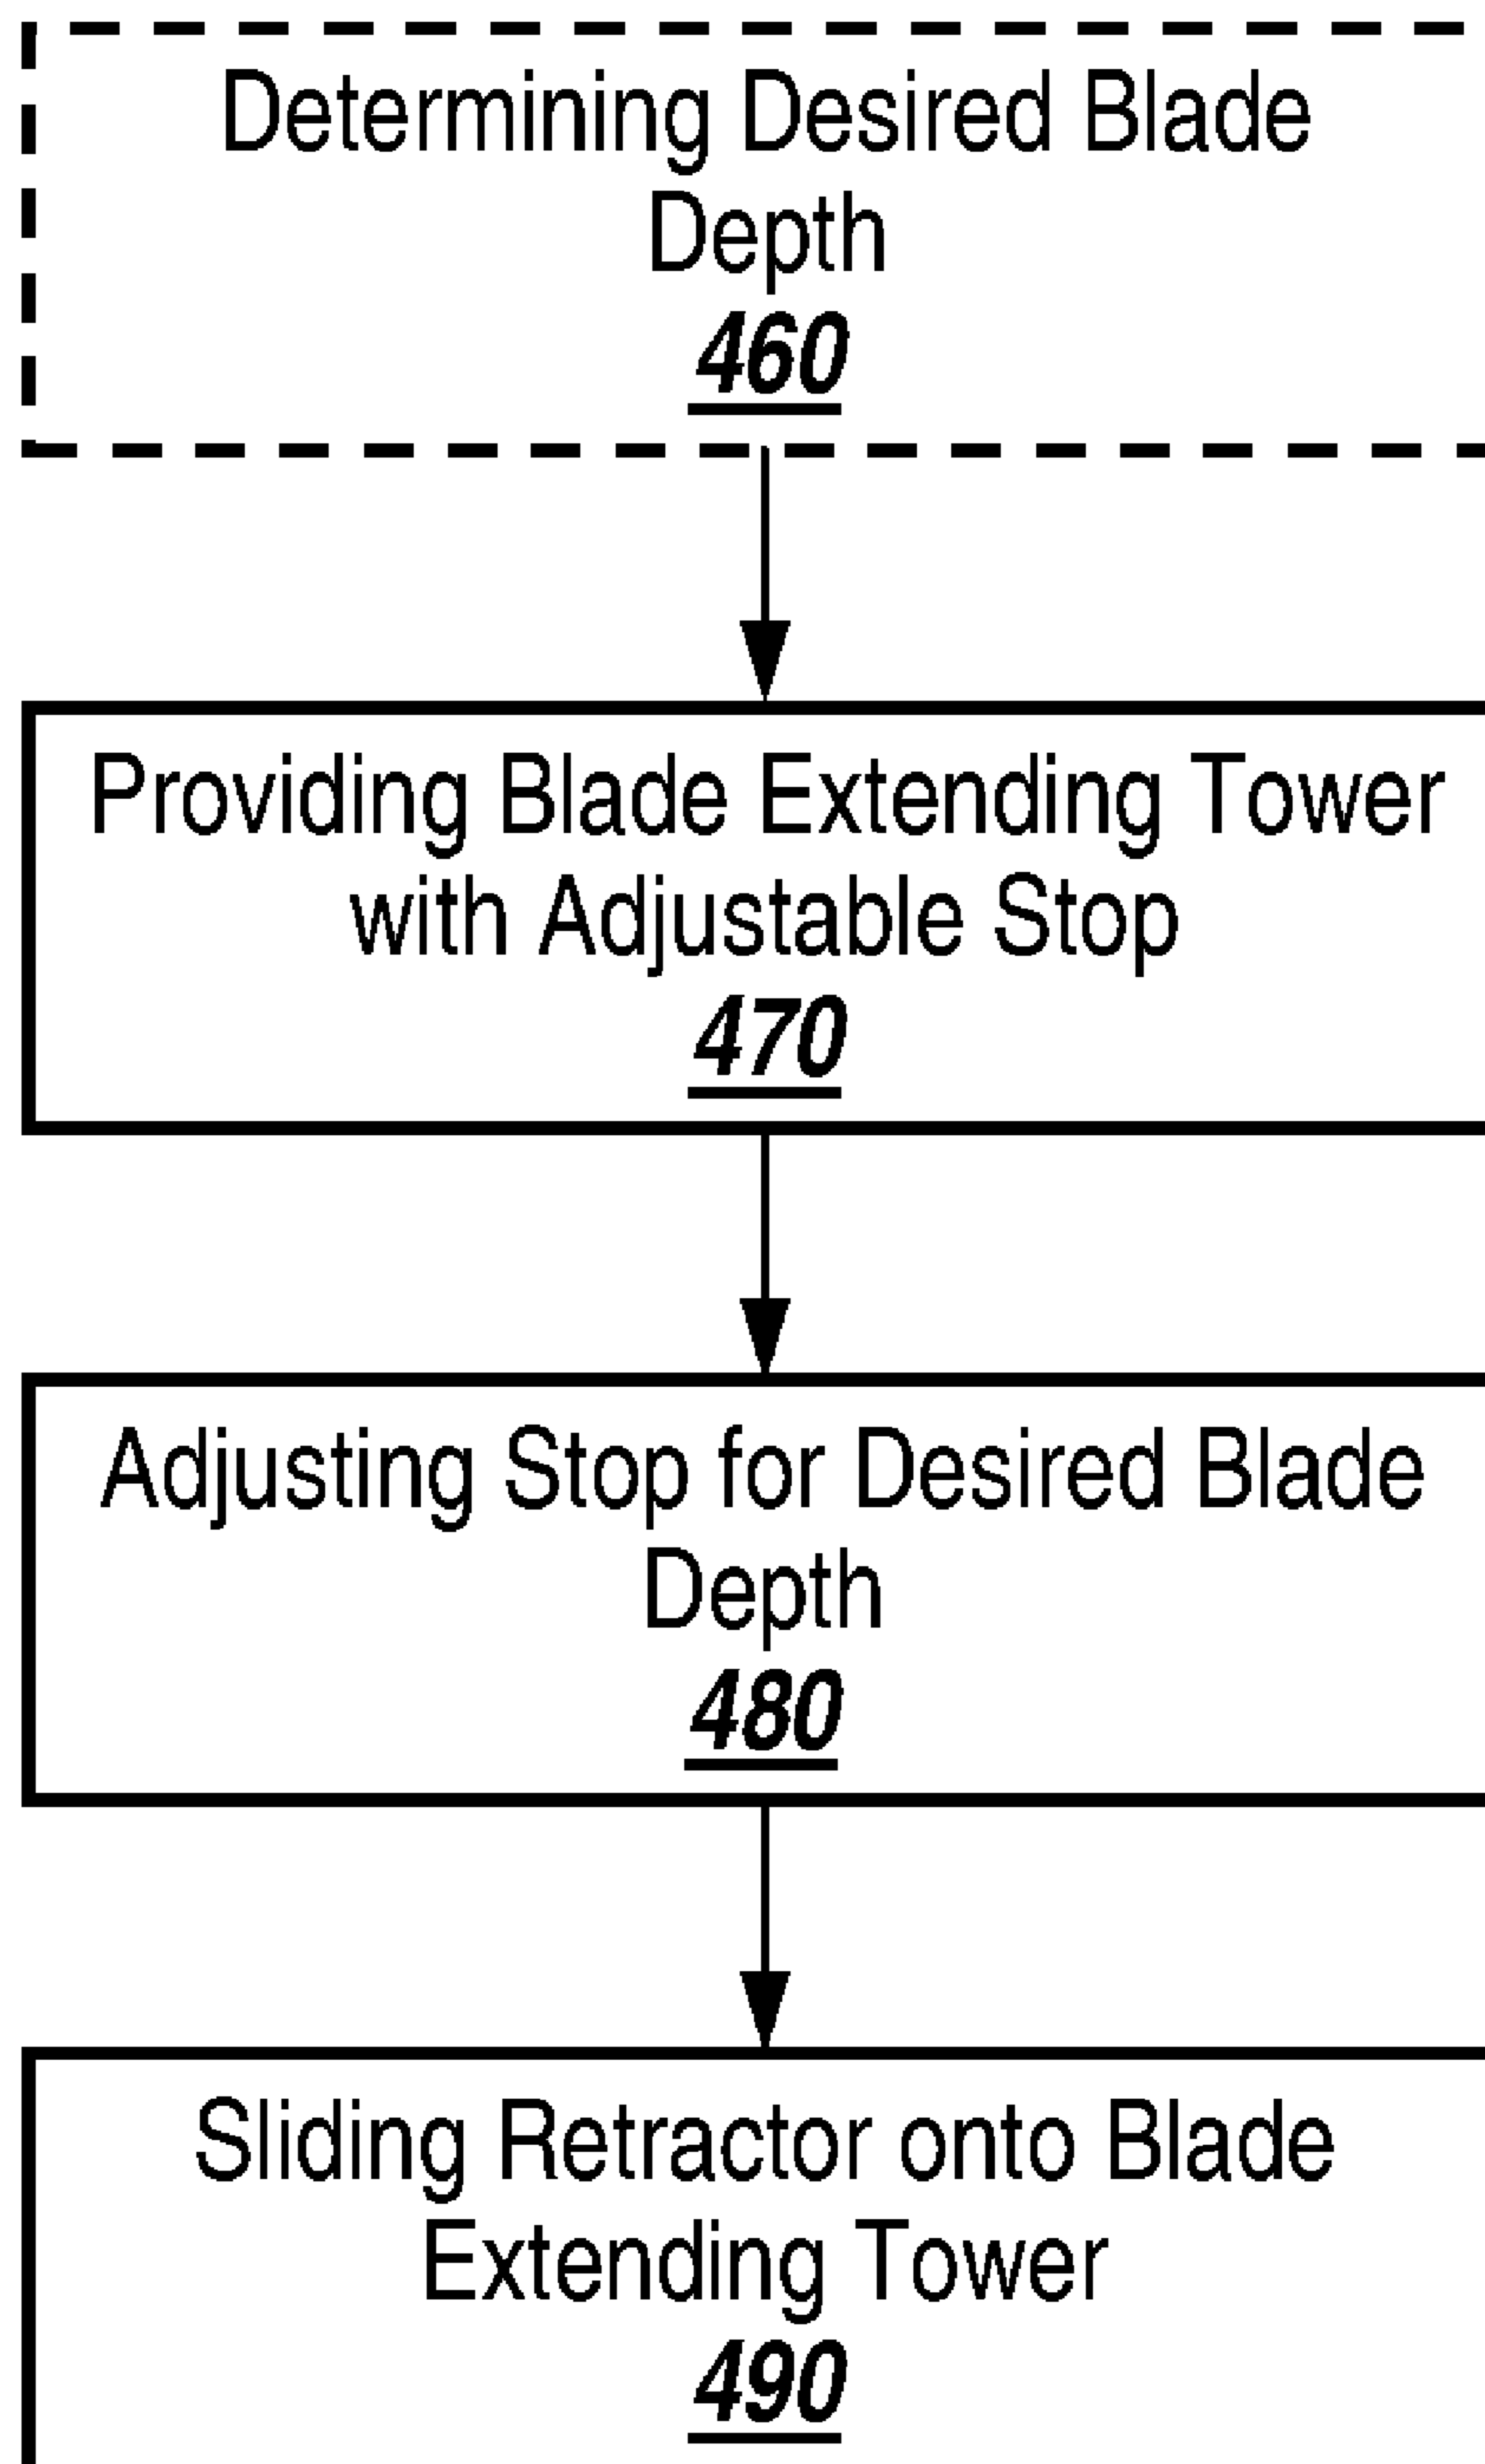 Determining Desired Blade
Depth
460
Providing Blade Extending Tower
with Adjustable Stop
470
Adjusting Stop for Desired Blade
Depth
480
Sliding Retractor onto Blade
Extending Tower
490